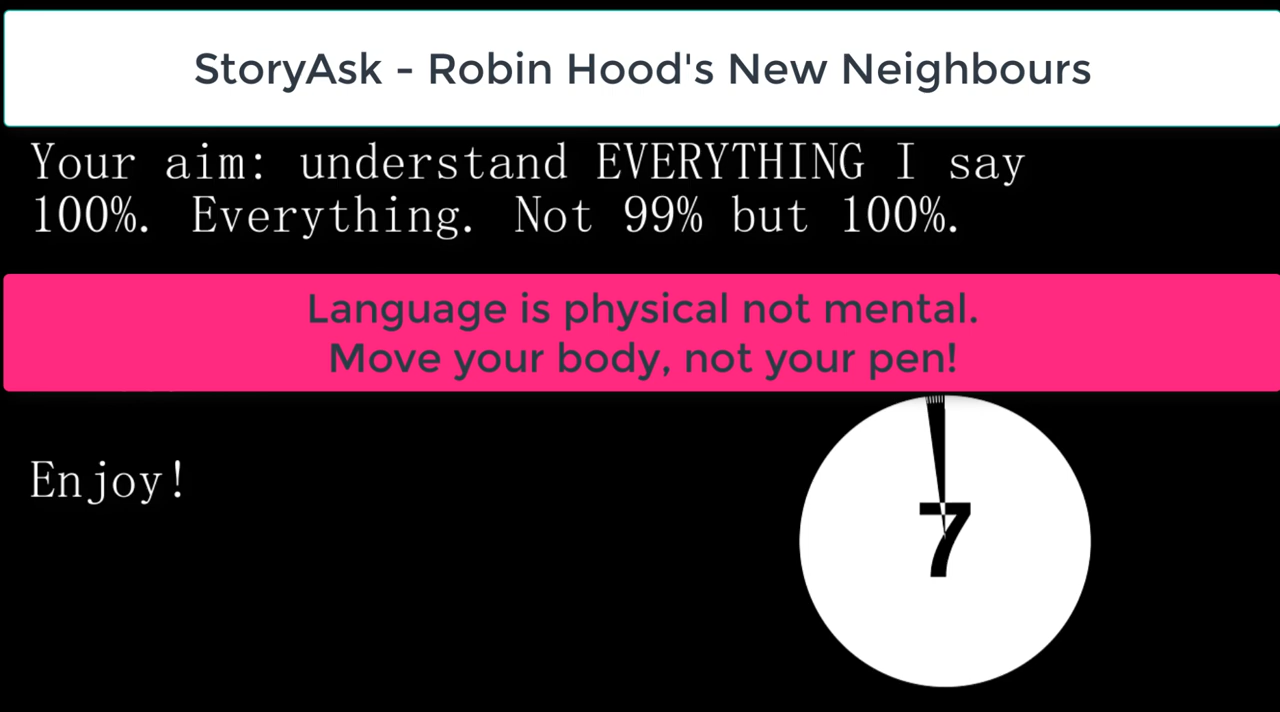 StoryAsk - Robin Hood's New Neighbours
Your aim: understand EVERYTHING I say
100%. Everything. Not 99% but 100%.
Language is physical not mental.
Move your body, not your pen!
Enjoy!
7